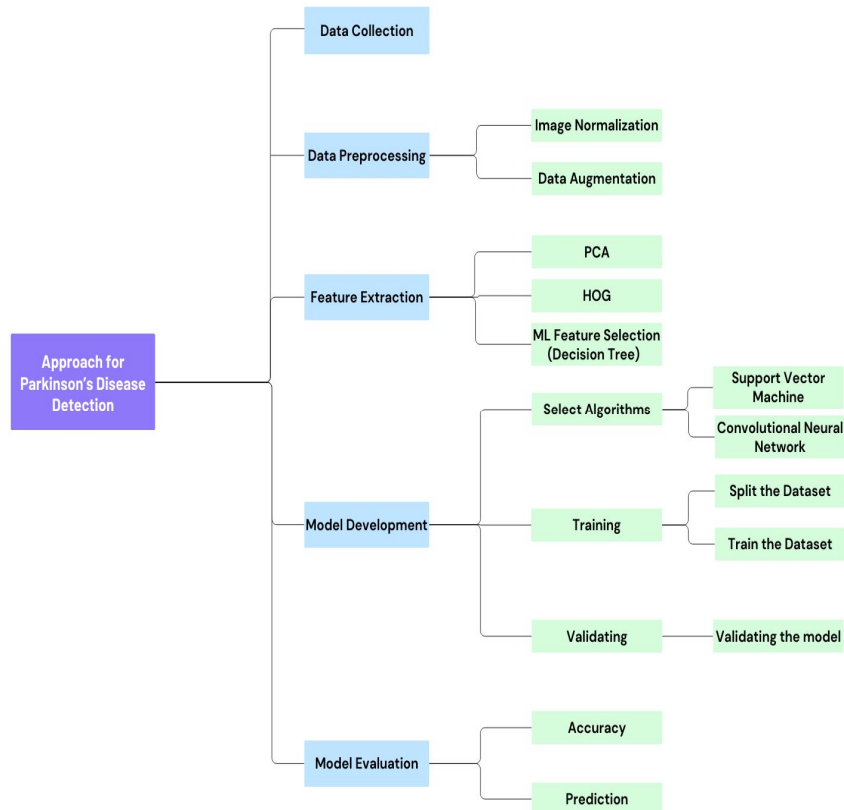 Approach for
Parkinson's Disease
Detection
Data Collection
Data Preprocessing
Image Normalization
Data Augmentation
Feature Extraction
PCA
HOG
ML Feature Selection
(Decision Tree)
Model Development
Select Algorithms
Support Vector
Machine
Convolutional Neural
Network
Training
Split the Dataset
Train the Dataset
Validating
Validating the model
Model Evaluation
Accuracy
Prediction